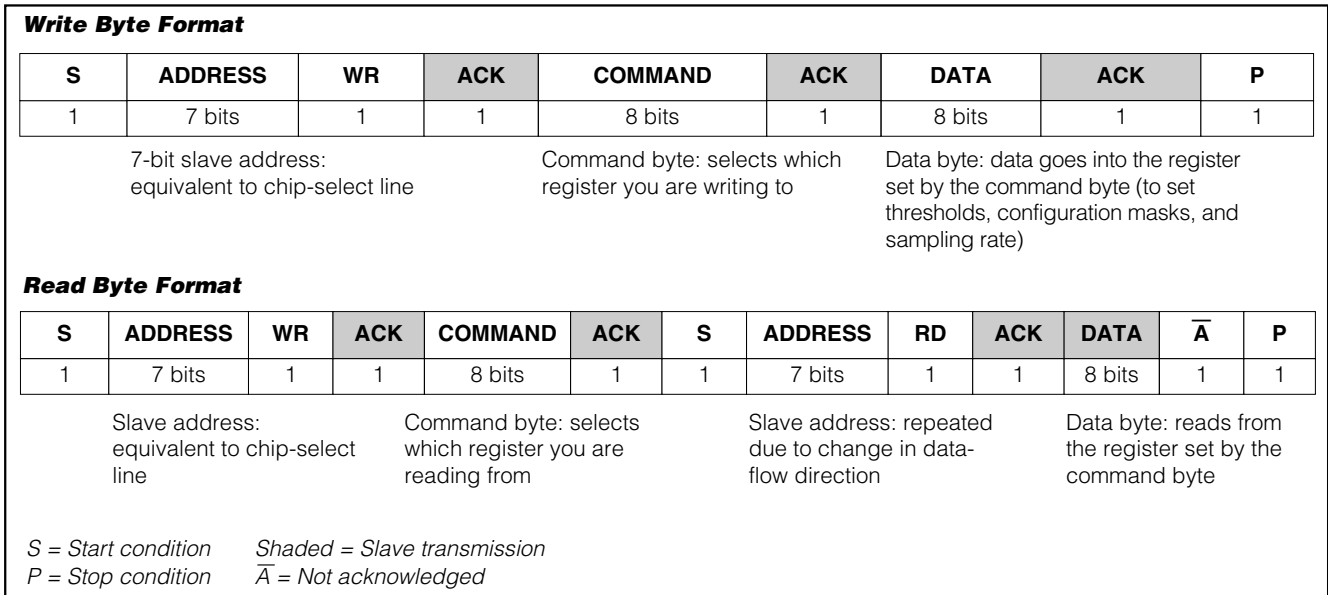 Write Byte Format
S ADDRESS WR ACK COMMAND ACK DATA ACK P
1 7 bits 1 1 8 bits 1 8 bits 1 1
7-bit slave address:
equivalent to chip-select line
Command byte: selects which
register you are writing to
Data byte: data goes into the register
set by the command byte (to set
thresholds, configuration masks, and
sampling rate)
Read Byte Format
S ADDRESS WR ACK COMMAND ACK S ADDRESS RD ACK DATA A̅ P
1 7 bits 1 1 8 bits 1 1 7 bits 1 1 8 bits 1 1
Slave address:
equivalent to chip-select
line
Command byte: selects
which register you are
reading from
Slave address: repeated
due to change in data-
flow direction
Data byte: reads from
the register set by the
command byte
S = Start condition Shaded = Slave transmission
P = Stop condition A̅ = Not acknowledged